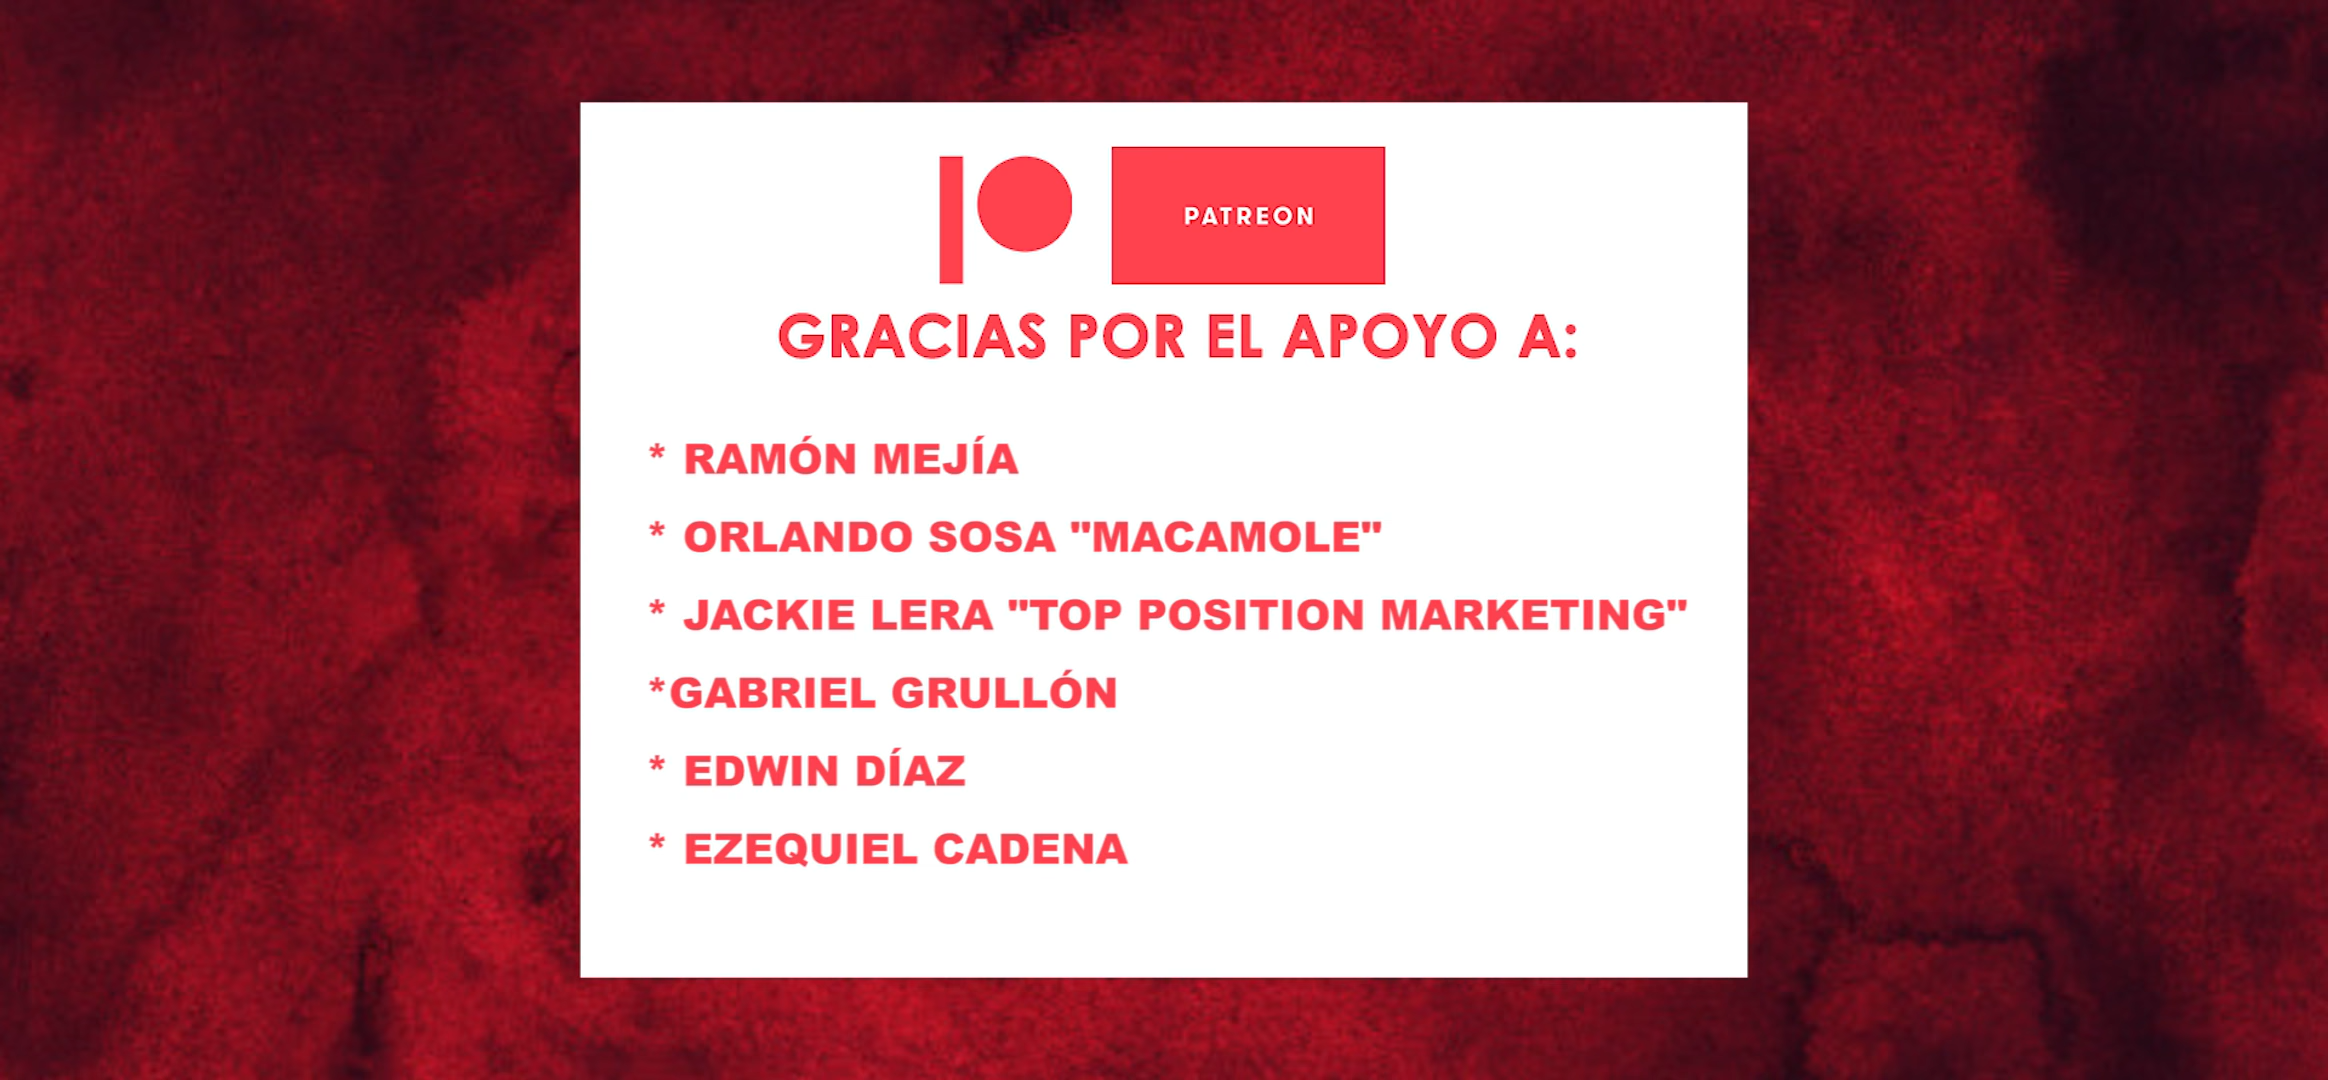 PATREON
GRACIAS POR EL APOYO A:
* RAMÓN MEJÍA
* ORLANDO SOSA "MACAMOLE"
* JACKIE LERA "TOP POSITION MARKETING"
*GABRIEL GRULLÓN
* EDWIN DÍAZ
* EZEQUIEL CADENA